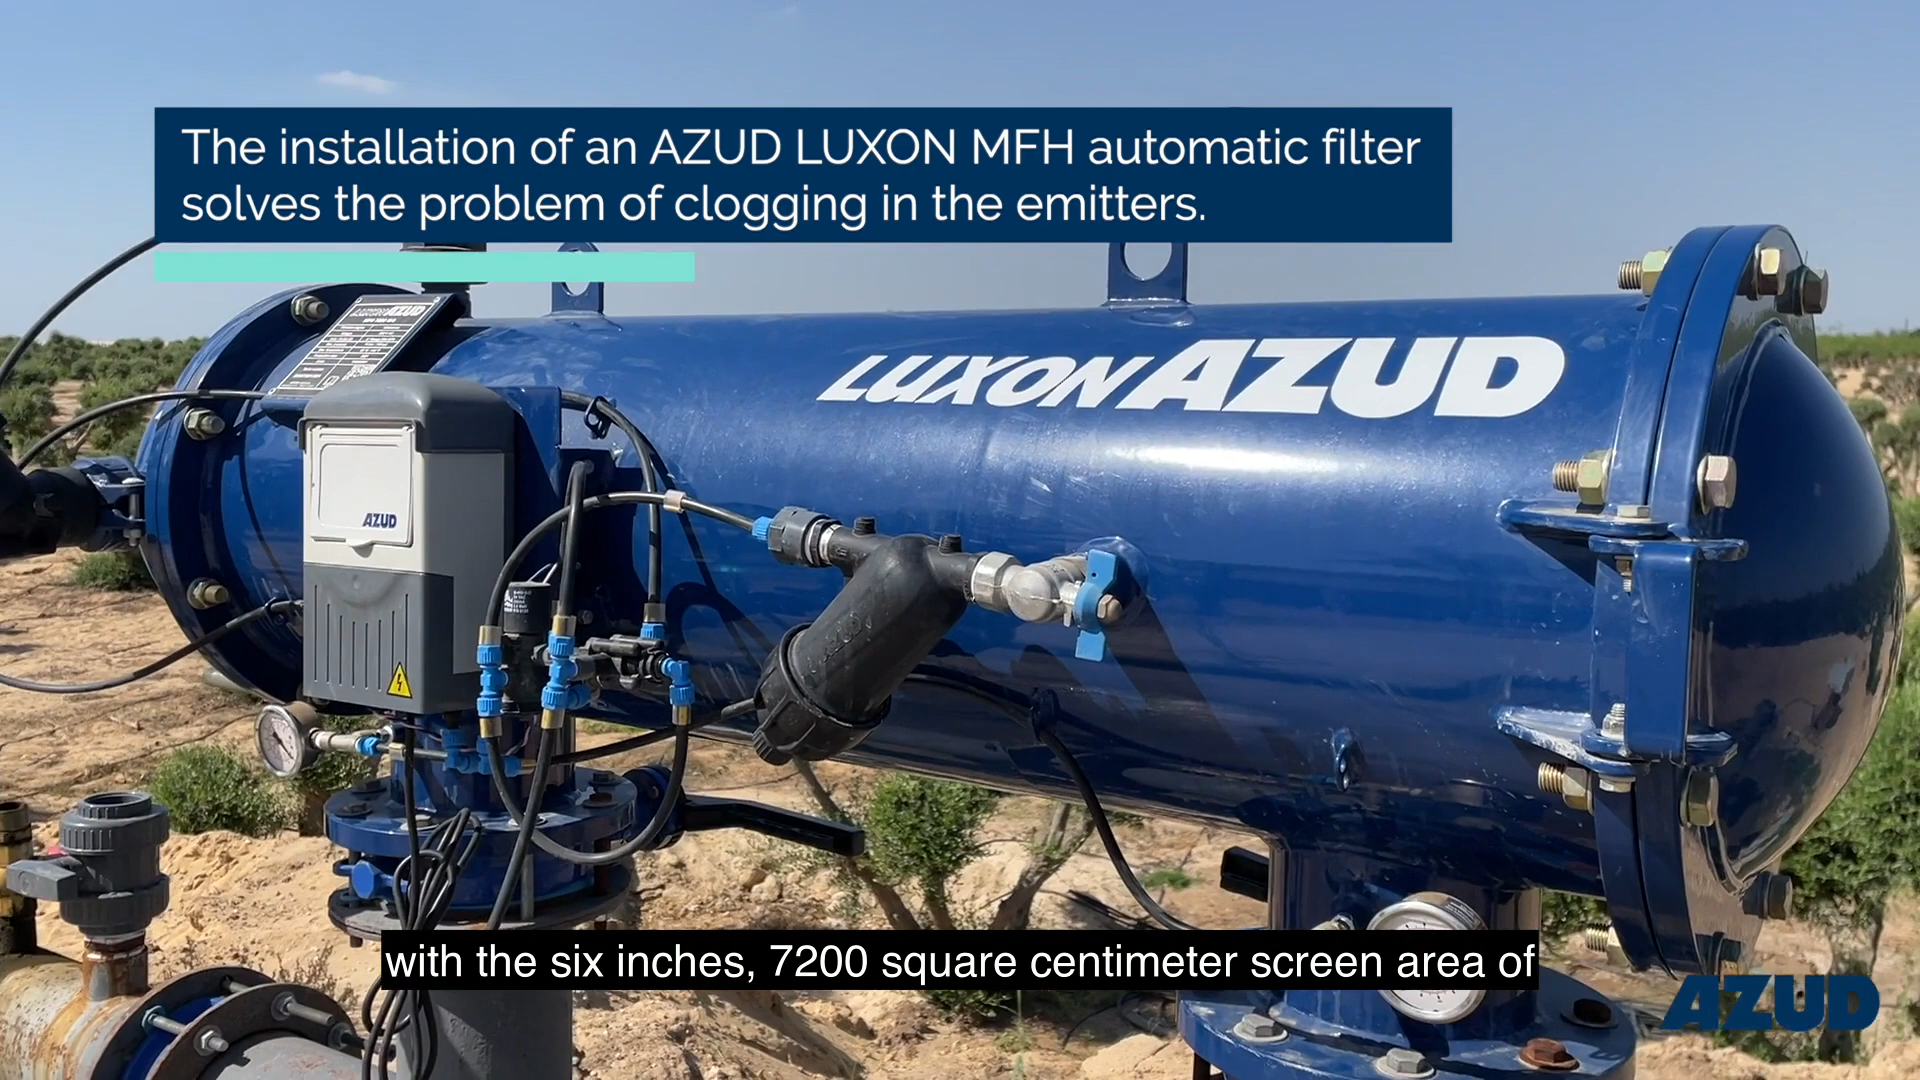 The installation of an AZUD LUXON MFH automatic filter
solves the problem of clogging in the emitters.
LUXON AZUD
AZUD
with the six inches, 7200 square centimeter screen area of
AZUD